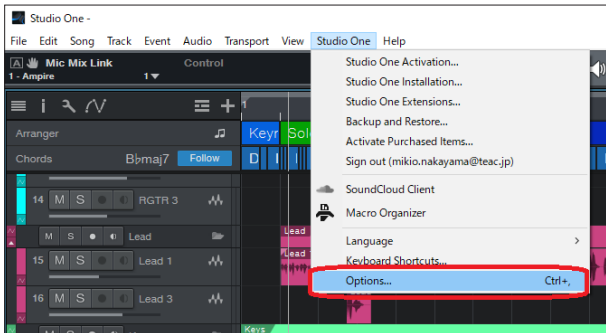 Studio One -
File Edit Song Track Event Audio Transport View Studio One Help
A Mic Mix Link Control
1 - Ampire 1
Studio One Activation...
Studio One Installation...
Studio One Extensions...
Backup and Restore...
Activate Purchased Items...
Sign out (mikio.nakayama@teac.jp)
SoundCloud Client
Macro Organizer
Language
Keyboard Shortcuts...
Options... Ctrl+,
i 1
Arranger Keyr Sol
Chords B♭maj7 Follow D
14 M S RGTR 3
M S Lead Lead
15 M S Lead 1 Lead
16 M S Lead 3
M S Keys